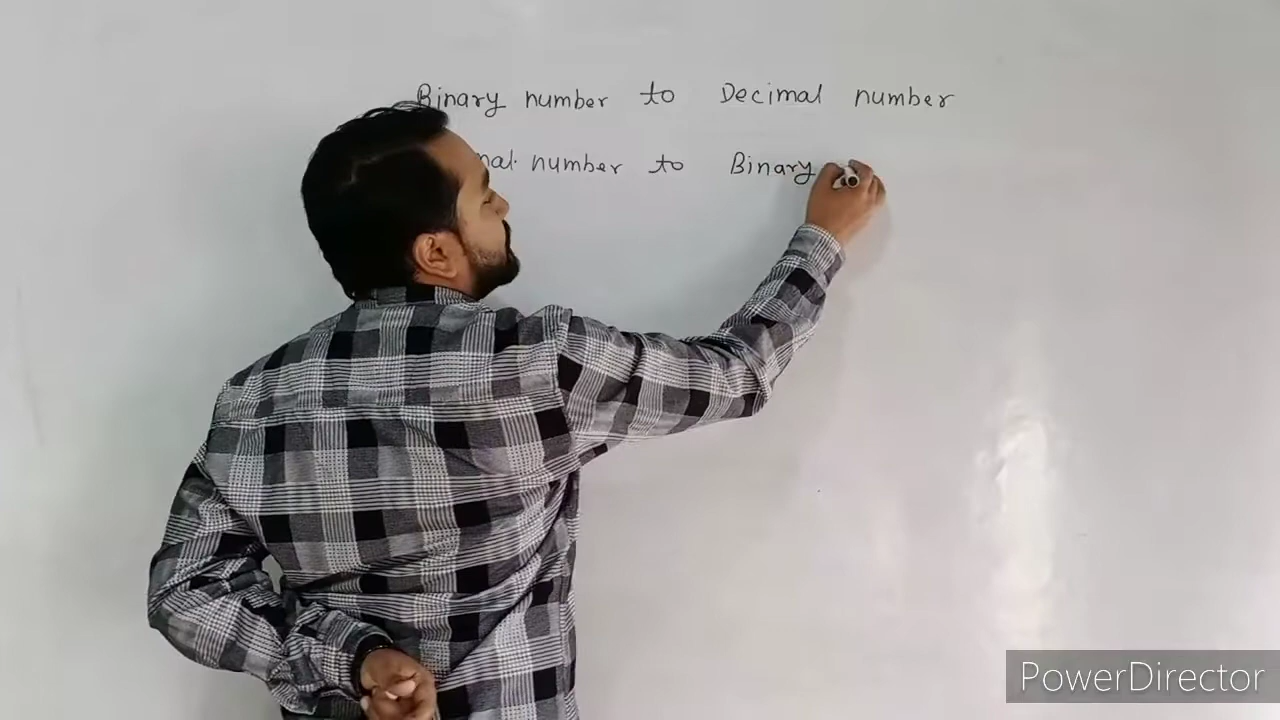 Binary number to Decimal number
number to Binary
PowerDirector